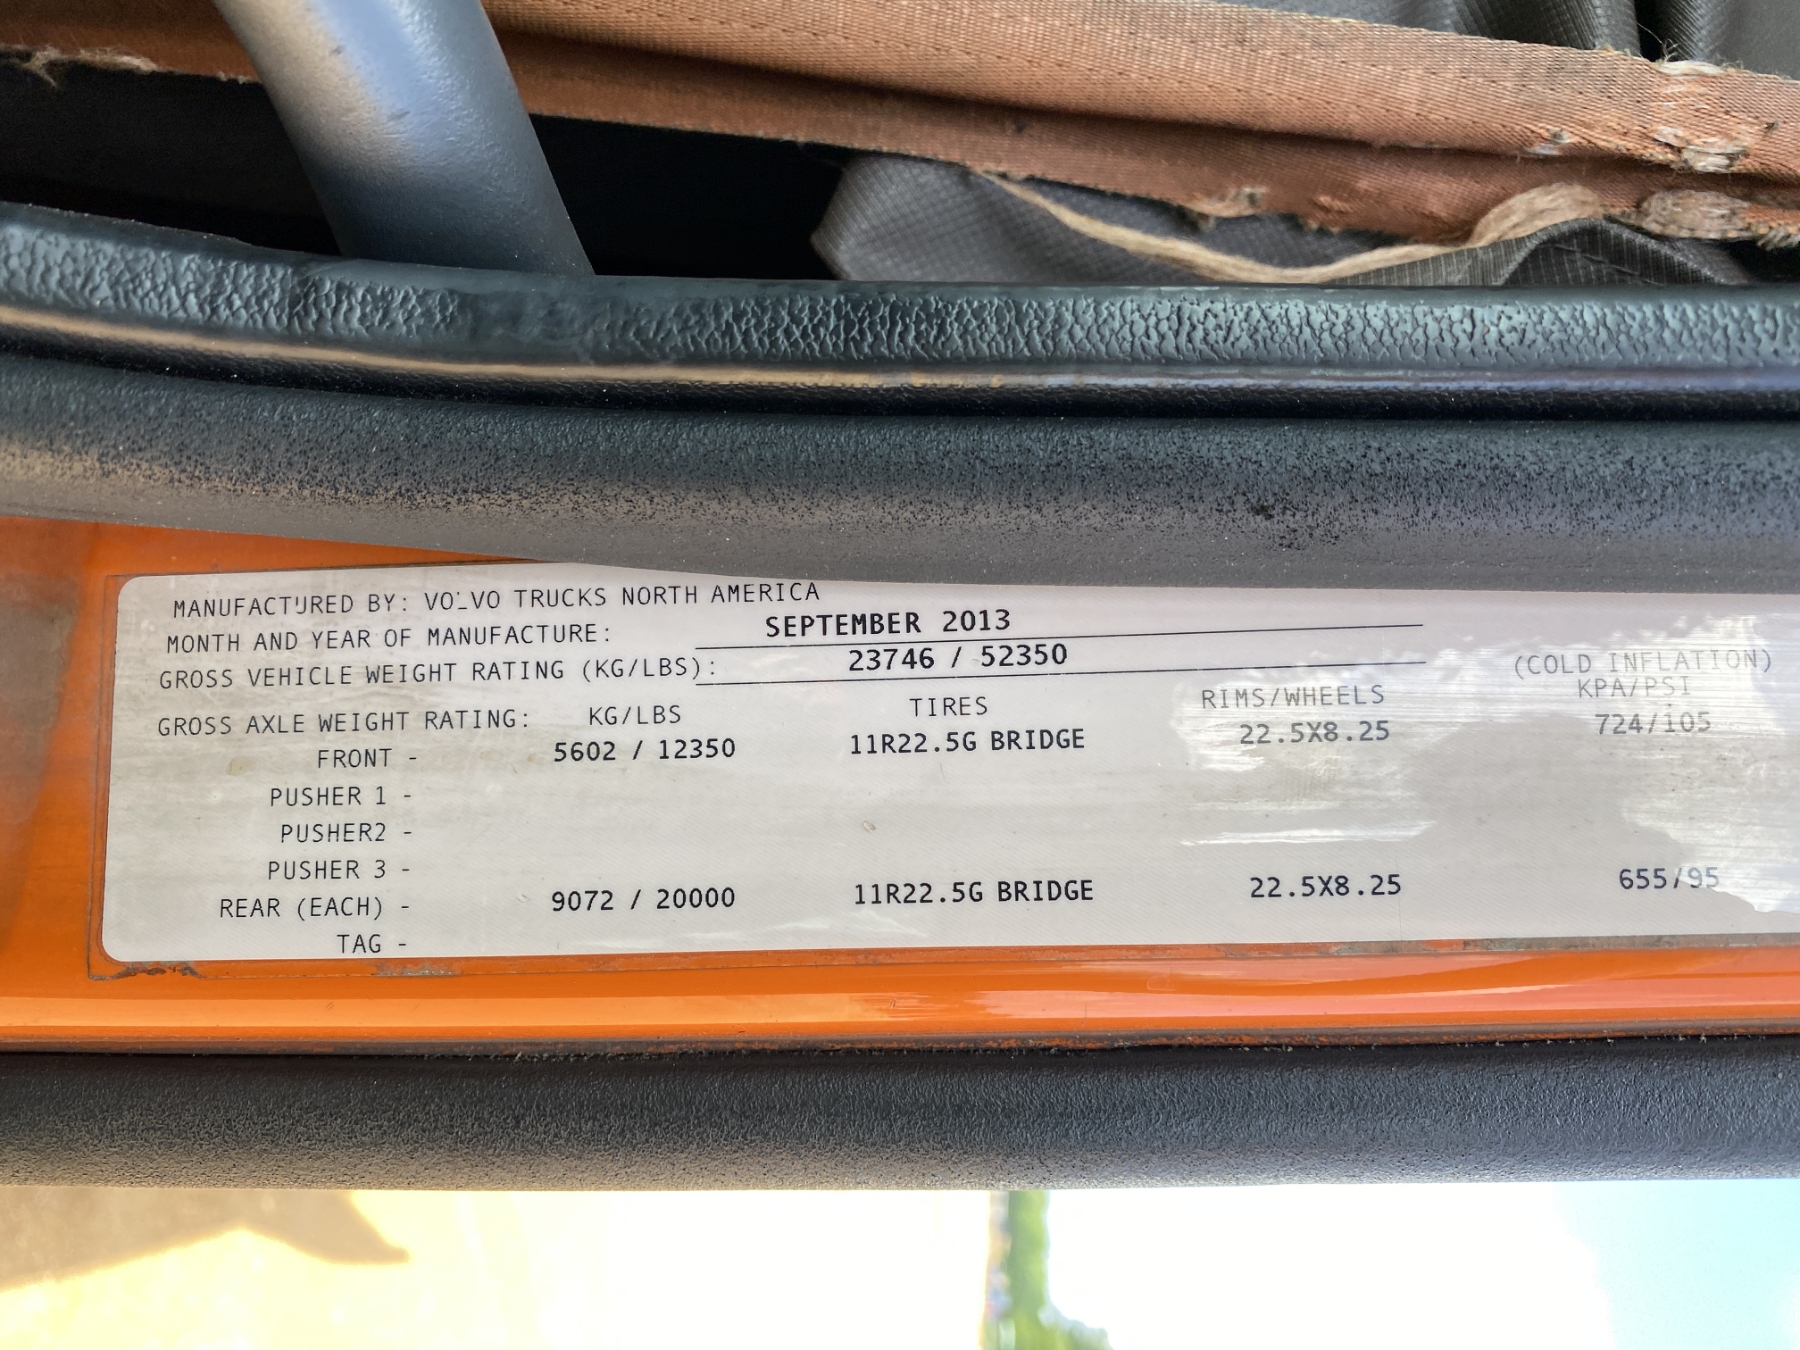 MANUFACTURED BY: VOLVO TRUCKS NORTH AMERICA
MONTH AND YEAR OF MANUFACTURE: SEPTEMBER 2013
GROSS VEHICLE WEIGHT RATING (KG/LBS): 23746 / 52350
(COLD INFLATION)
GROSS AXLE WEIGHT RATING: KG/LBS TIRES RIMS/WHEELS KPA/PSI
FRONT - 5602 / 12350 11R22.5G BRIDGE 22.5X8.25 724/105
PUSHER 1 -
PUSHER2 -
PUSHER 3 -
REAR (EACH) - 9072 / 20000 11R22.5G BRIDGE 22.5X8.25 655/95
TAG -